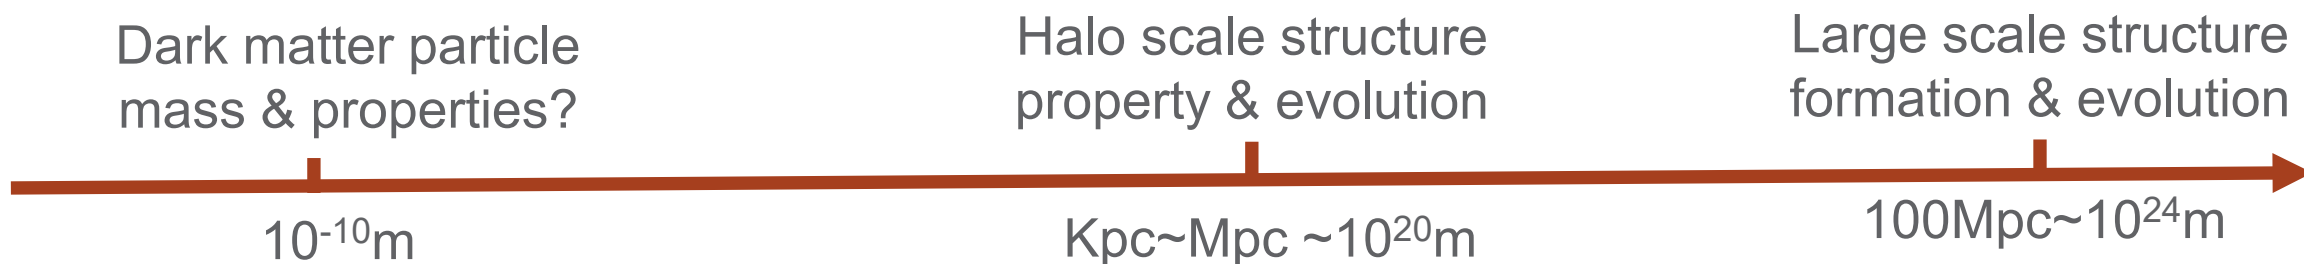 Dark matter particle
mass & properties?
Halo scale structure
property & evolution
Large scale structure
formation & evolution
10⁻¹⁰m
Kpc~Mpc ~10²⁰m
100Mpc~10²⁴m